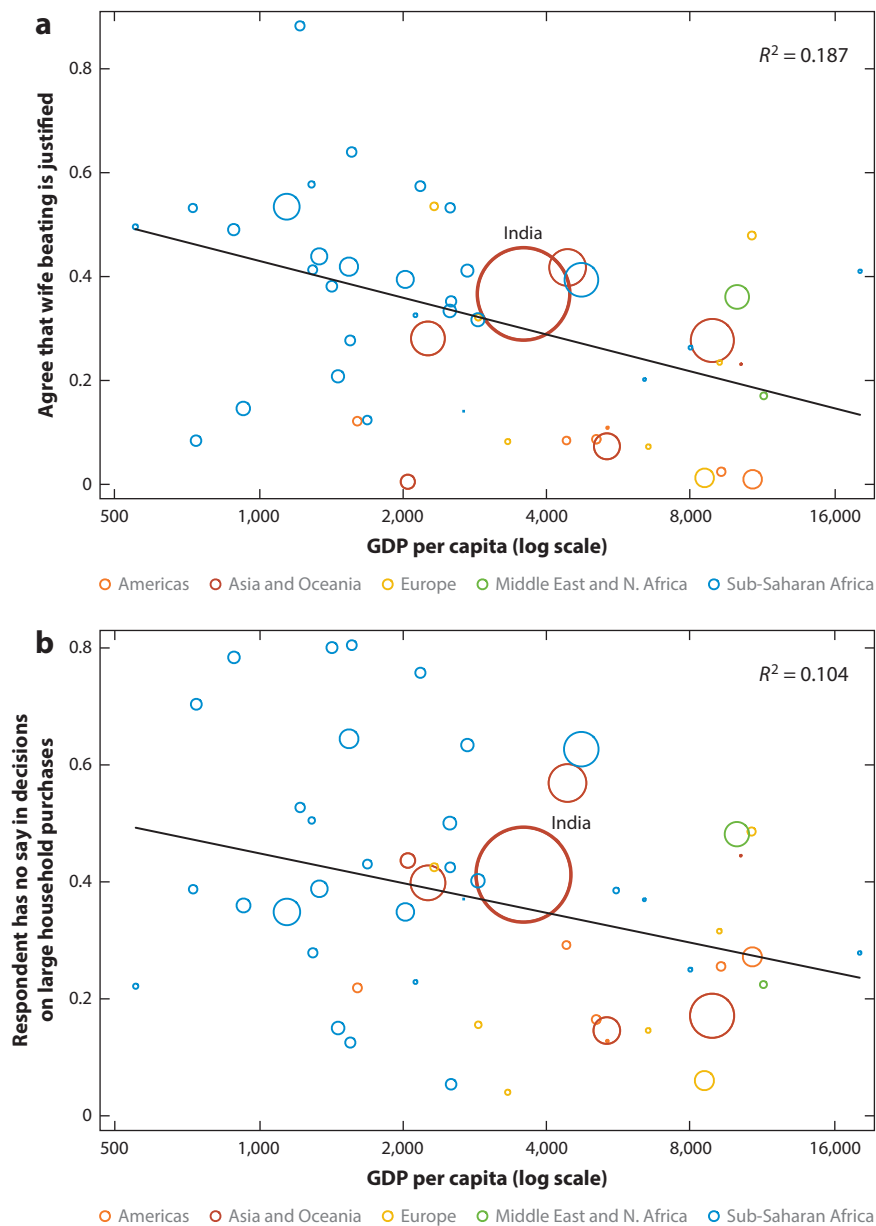 a
R² = 0.187
Agree that wife beating is justified
0.8
0.6
0.4
0.2
0
India
500
1,000
2,000
4,000
8,000
16,000
GDP per capita (log scale)
Americas
Asia and Oceania
Europe
Middle East and N. Africa
Sub-Saharan Africa
b
R² = 0.104
Respondent has no say in decisions
on large household purchases
0.8
0.6
0.4
0.2
0
India
500
1,000
2,000
4,000
8,000
16,000
GDP per capita (log scale)
Americas
Asia and Oceania
Europe
Middle East and N. Africa
Sub-Saharan Africa